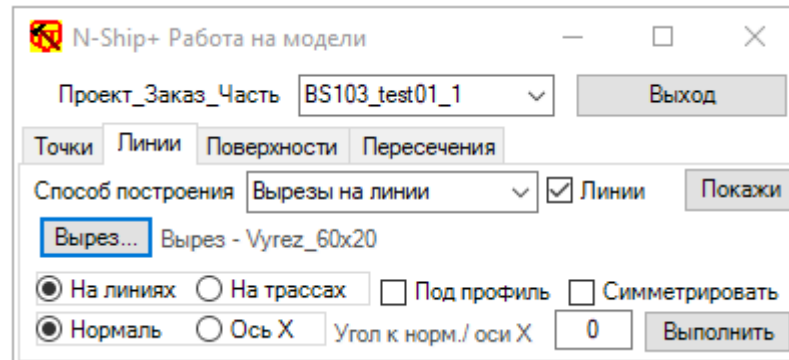 N-Ship+ Работа на модели
Проект_Заказ_Часть BS103_test01_1 Выход
Точки Линии Поверхности Пересечения
Способ построения Вырезы на линии Линии Покажи
Вырез... Вырез - Vyrez_60x20
На линиях На трассах Под профиль Симметрировать
Нормаль Ось X Угол к норм./ оси X 0 Выполнить